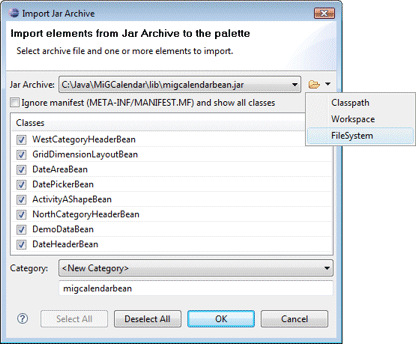 Import Jar Archive
Import elements from Jar Archive to the palette
Select archive file and one or more elements to import.
Jar Archive: C:\Java\MiGCalendar\lib\migcalendarbean.jar
Ignore manifest (META-INF/MANIFEST.MF) and show all classes
Classpath
Workspace
FileSystem
Classes
WestCategoryHeaderBean
GridDimensionLayoutBean
DateAreaBean
DatePickerBean
ActivityAShapeBean
NorthCategoryHeaderBean
DemoDataBean
DateHeaderBean
Category: <New Category>
migcalendarbean
? Select All Deselect All OK Cancel